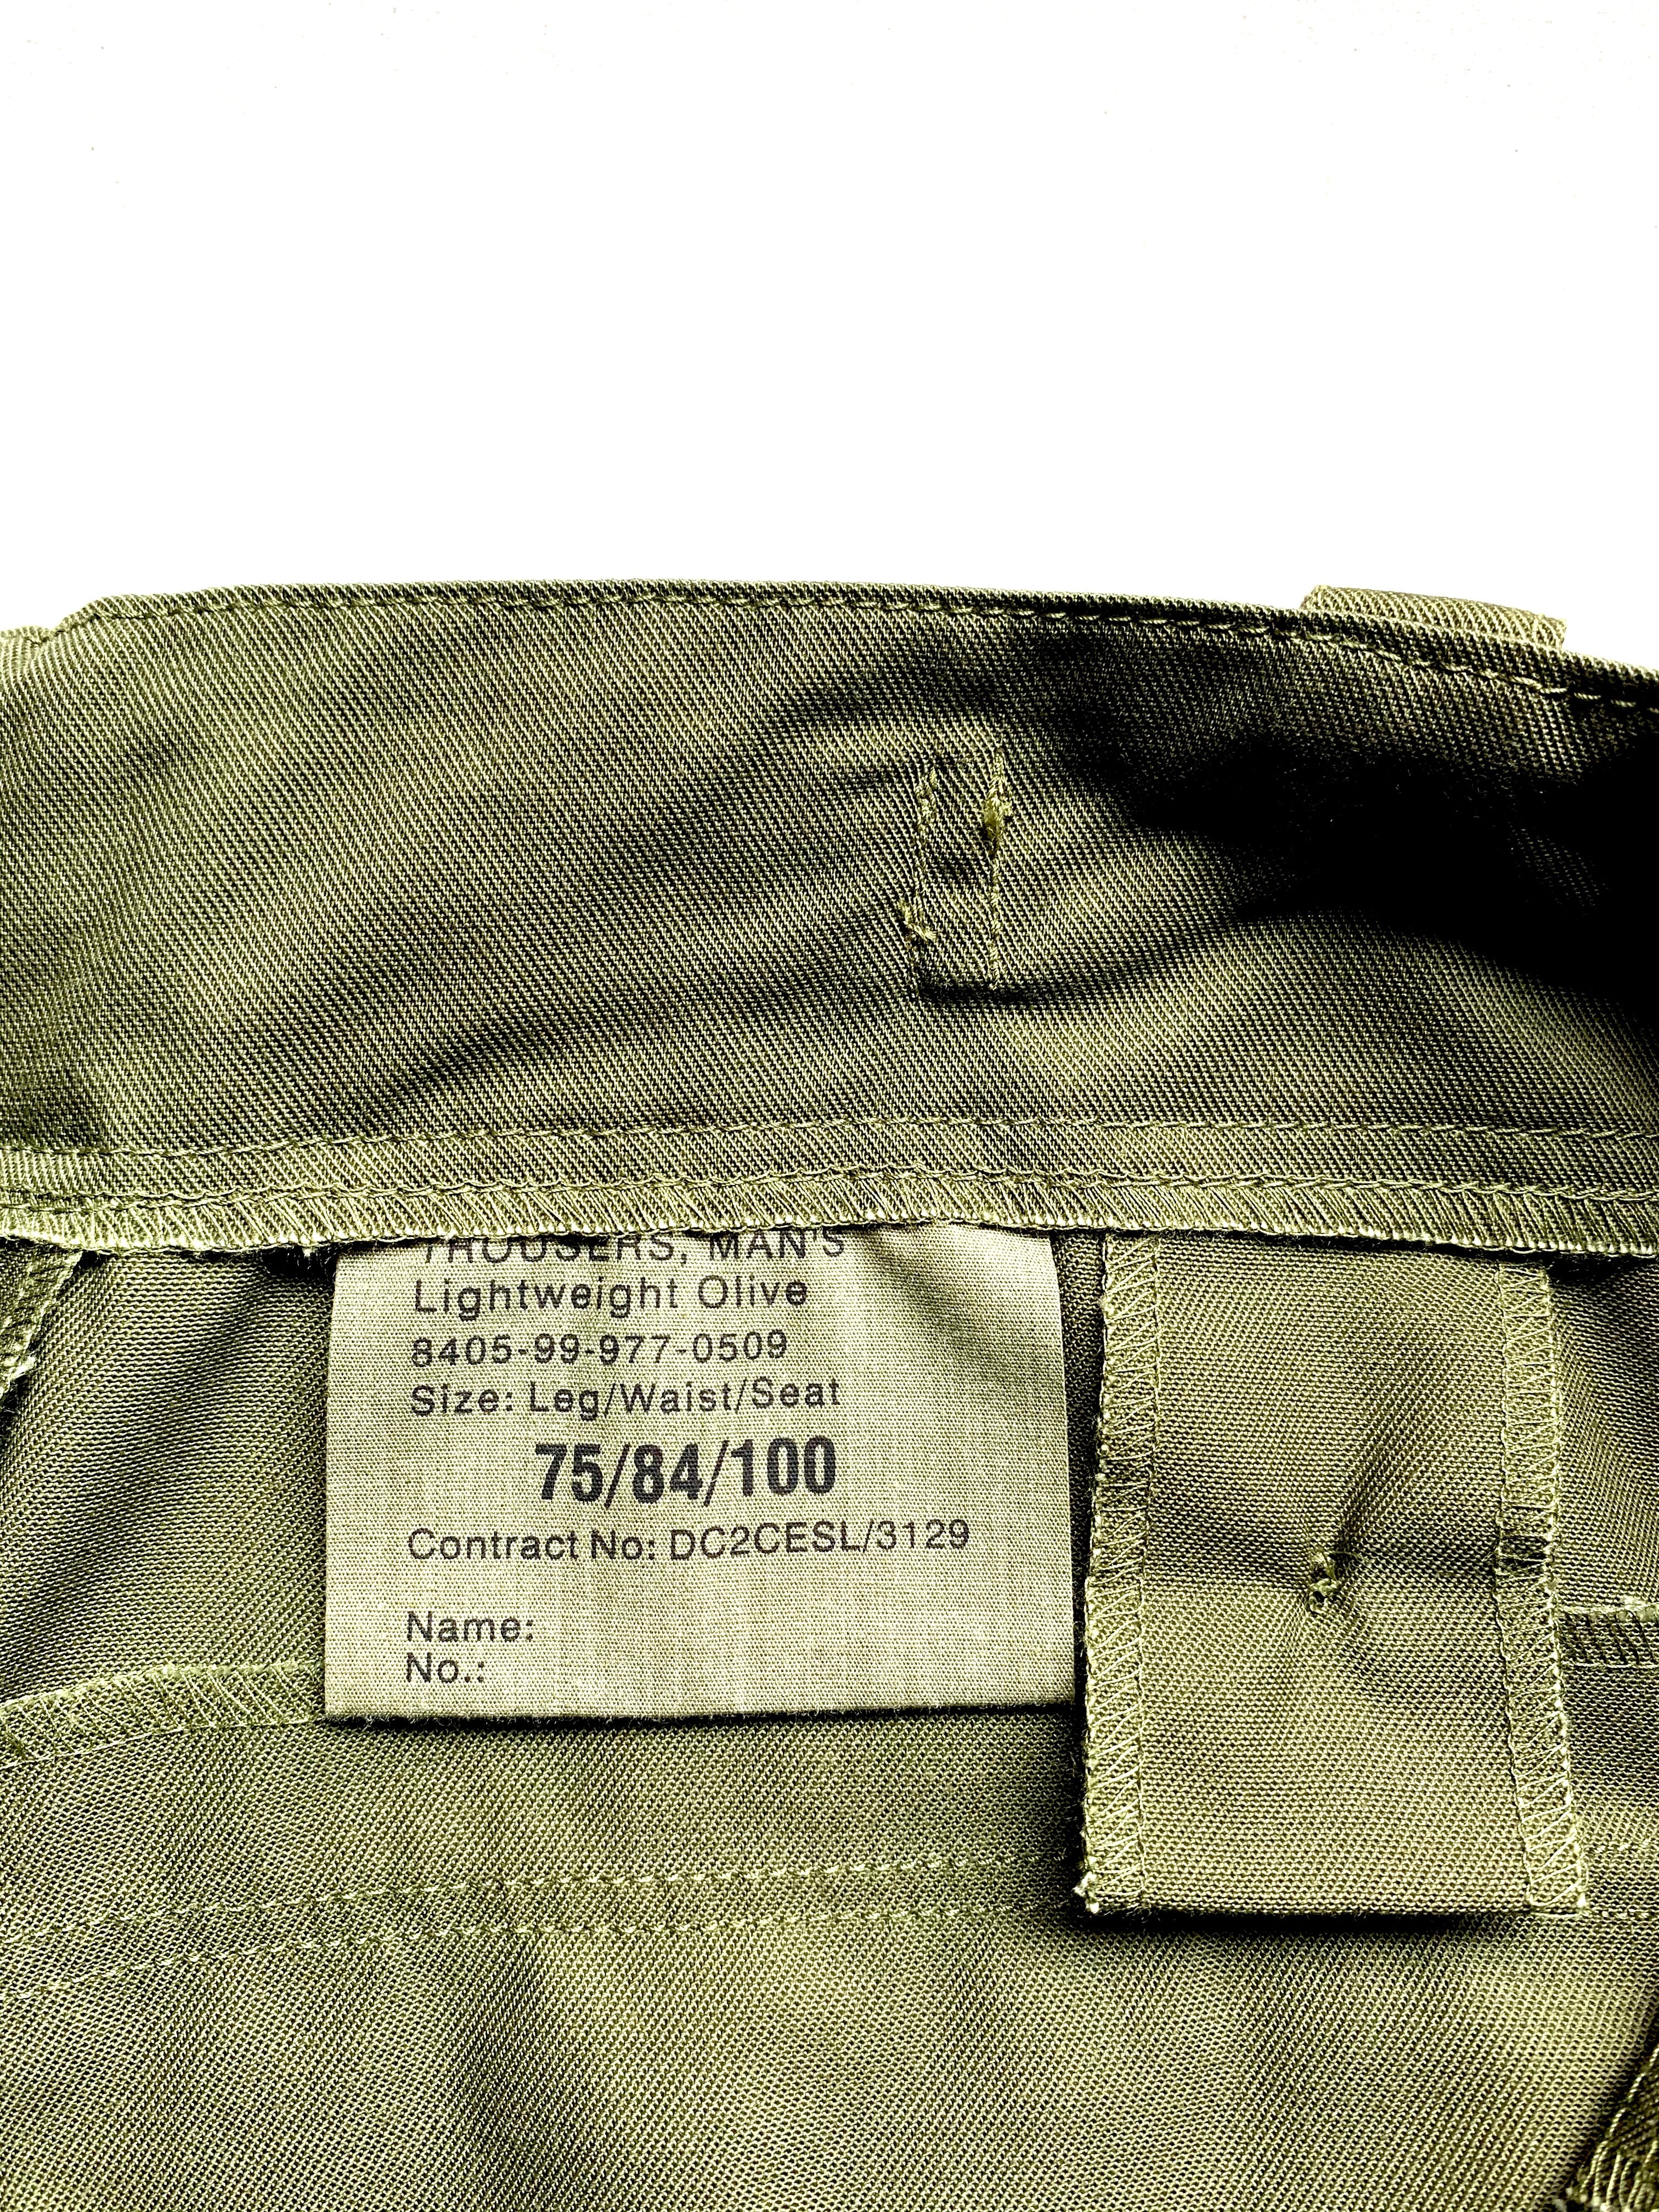 TROUSERS, MAN'S
Lightweight Olive
8405-99-977-0509
Size: Leg/Waist/Seat
75/84/100
Contract No: DC2CESL/3129
Name:
No.: